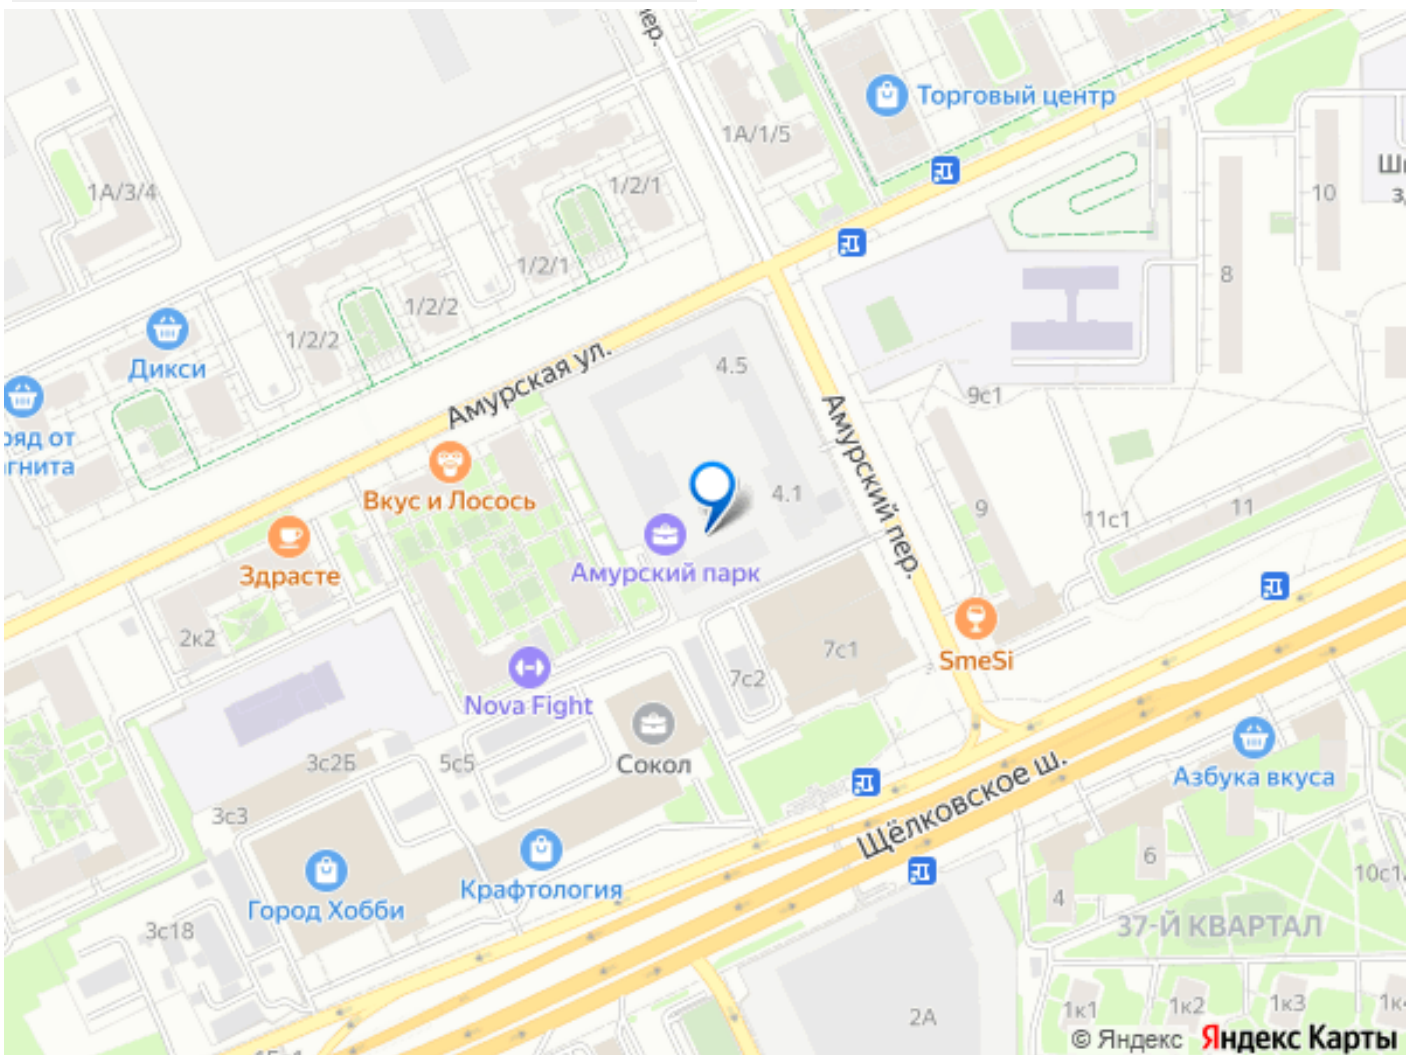 пер.
Торговый центр
1А/1/5
1А/3/4
1/2/1
10
1/2/1
8
1/2/2
1/2/2
Дикси
4.5
9с1
Амурская ул.
Амурский пер.
Вкус и Лосось
4.1
9
11с1
11
Здрасте
Амурский парк
2к2
7с1
SmeSi
7с2
Nova Fight
3с2Б
5с5
Сокол
Щёлковское ш.
Азбука вкуса
3с3
Крафтология
6
Город Хобби
4
3с18
37-Й КВАРТАЛ
2А
1к1
1к2
1к3
© Яндекс Яндекс Карты